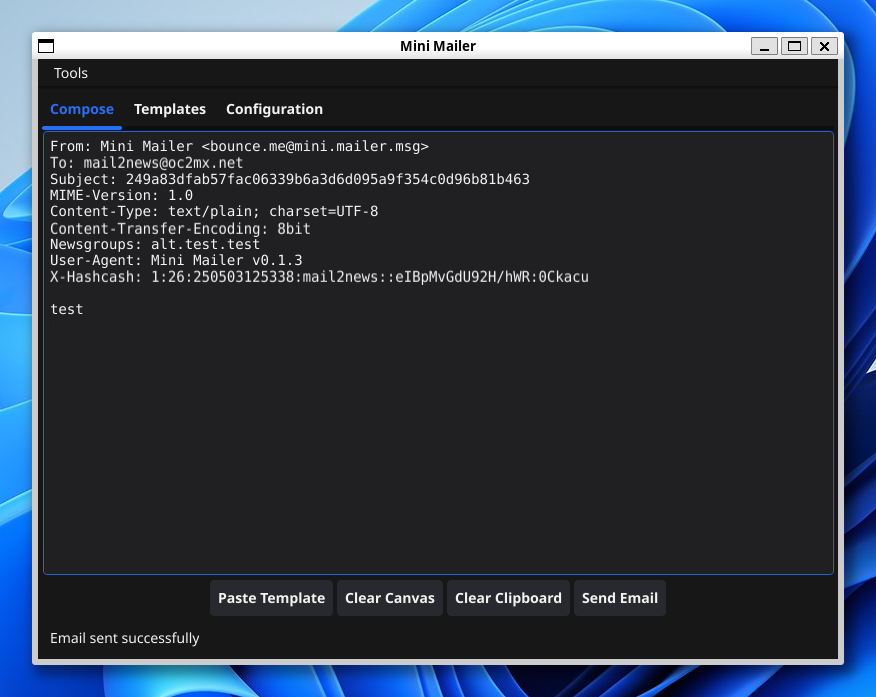 Mini Mailer
Tools
Compose Templates Configuration
From: Mini Mailer <bounce.me@mini.mailer.msg>
To: mail2news@oc2mx.net
Subject: 249a83dfab57fac06339b6a3d6d095a9f354c0d96b81b463
MIME-Version: 1.0
Content-Type: text/plain; charset=UTF-8
Content-Transfer-Encoding: 8bit
Newsgroups: alt.test.test
User-Agent: Mini Mailer v0.1.3
X-Hashcash: 1:26:250503125338:mail2news::eIBpMvGdU92H/hWR:0Ckacu
test
Paste Template Clear Canvas Clear Clipboard Send Email
Email sent successfully